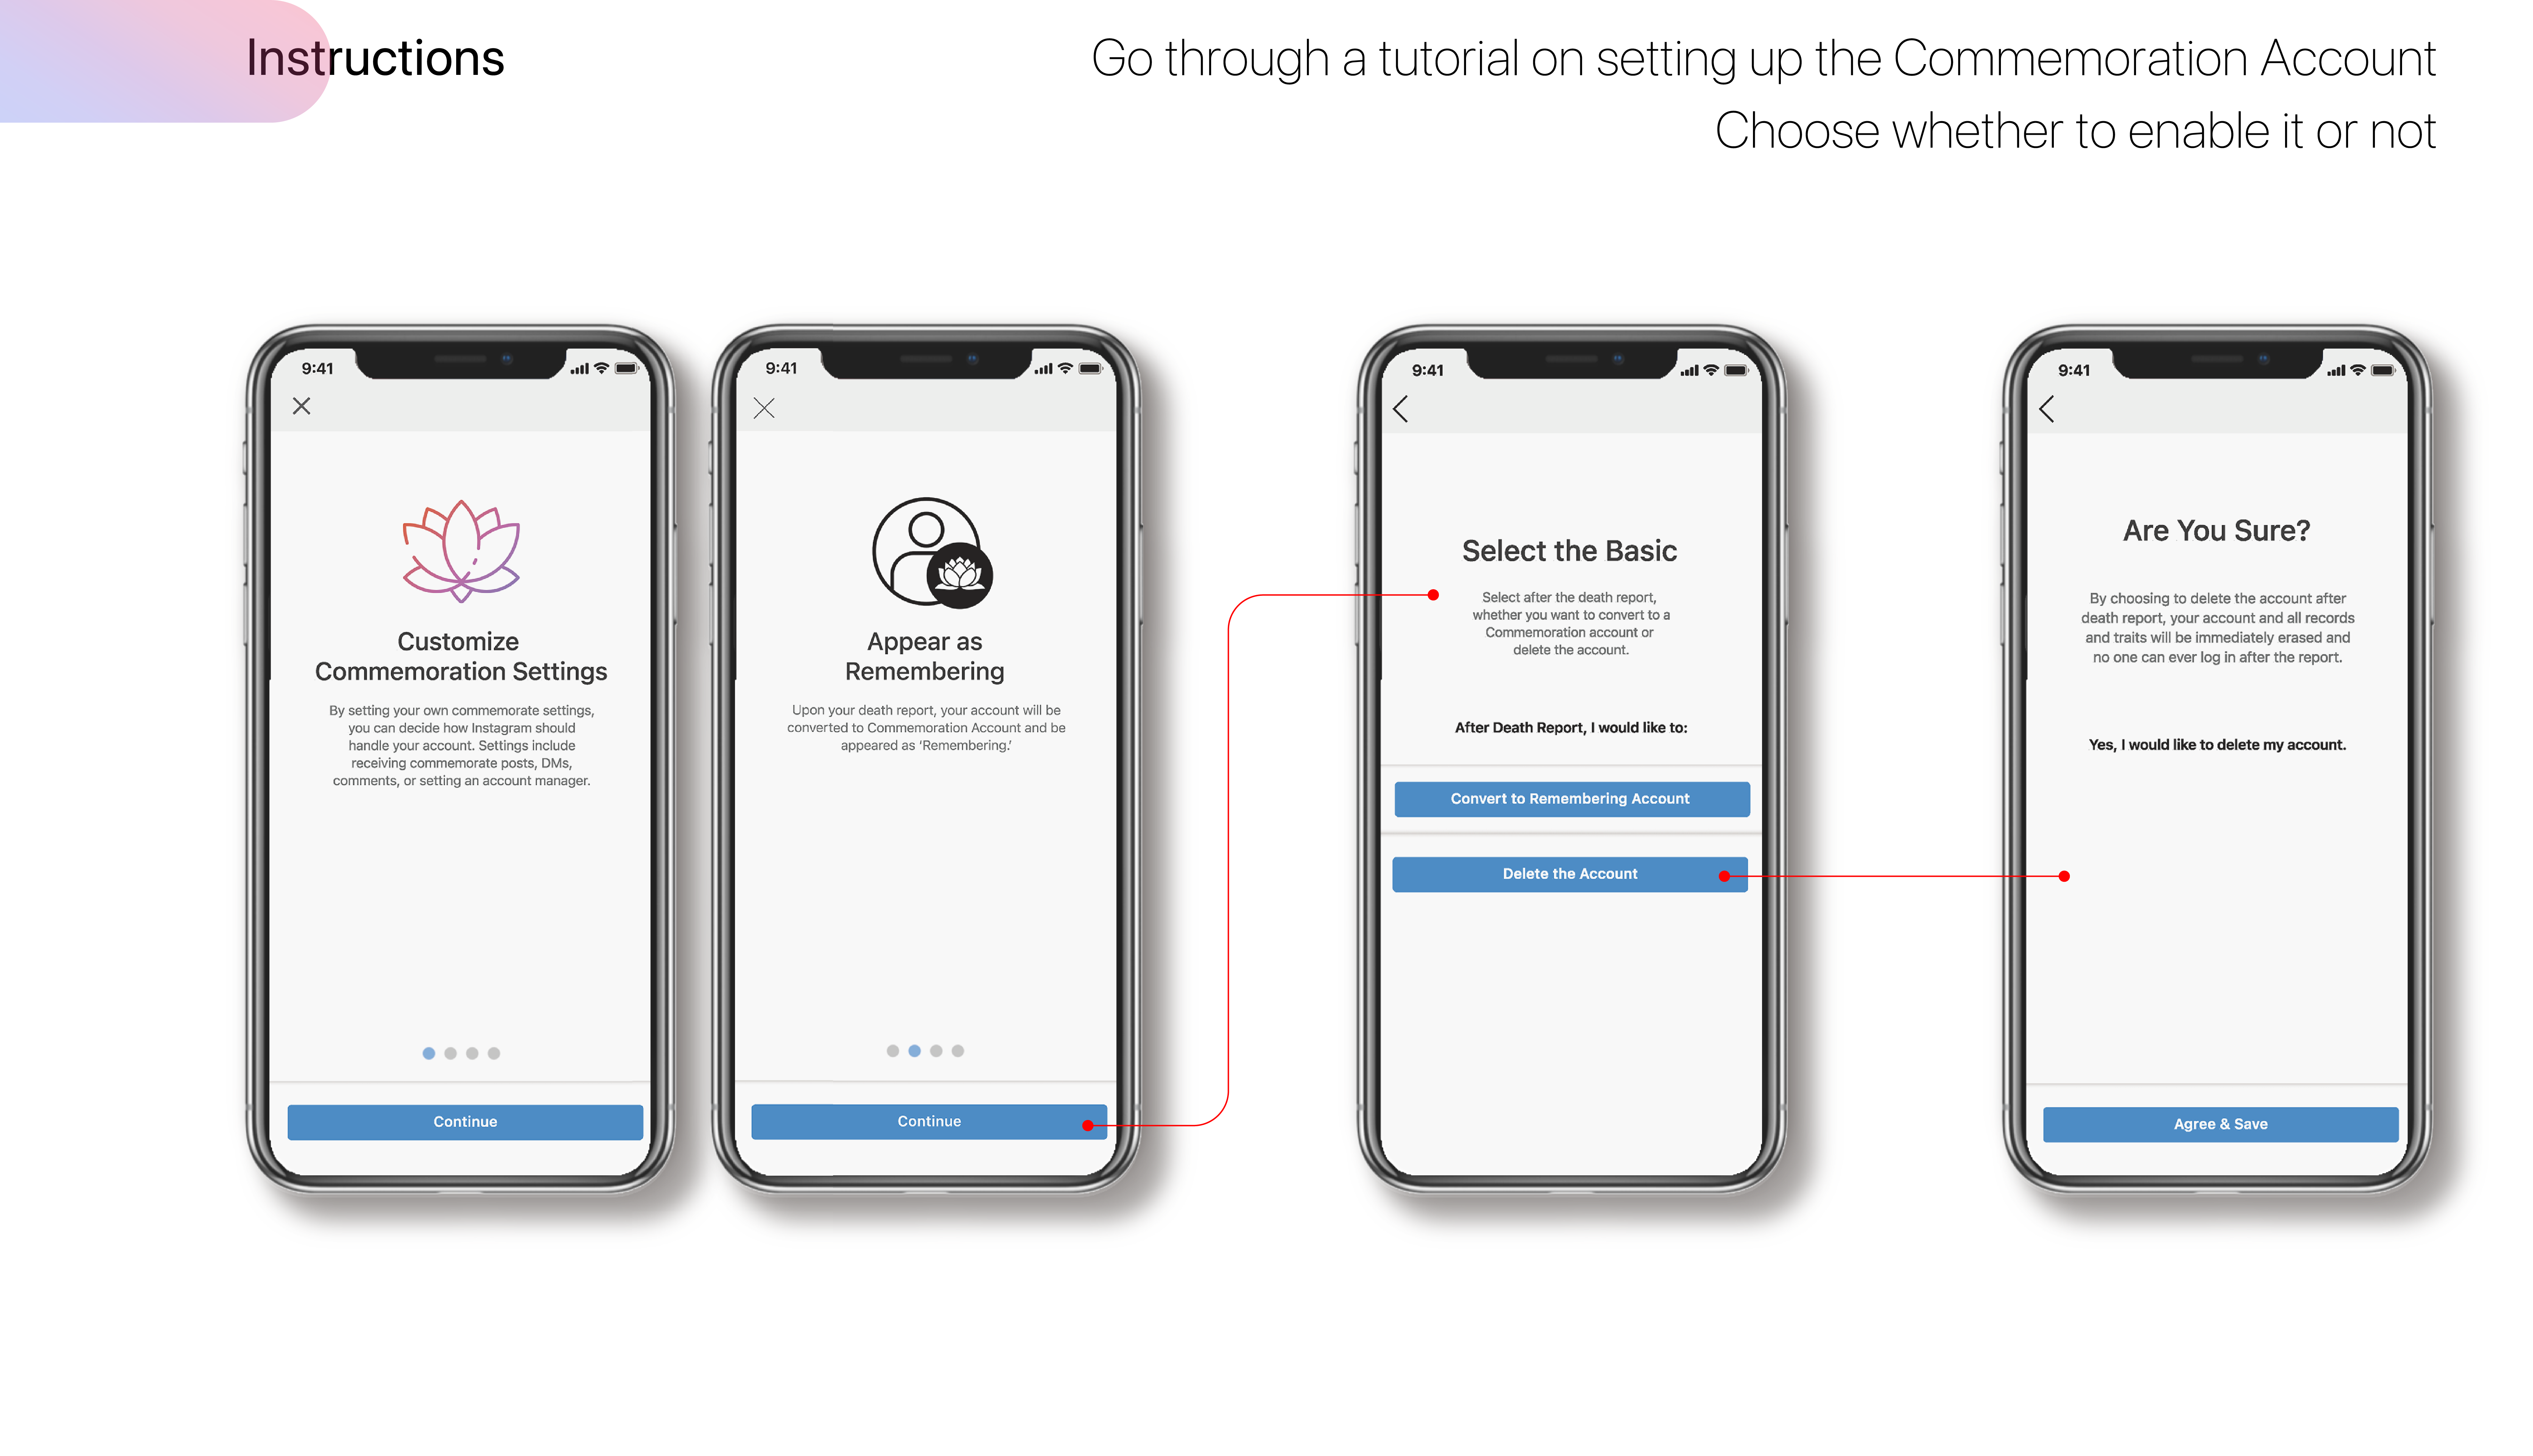 Instructions
Go through a tutorial on setting up the Commemoration Account
Choose whether to enable it or not
9:41
Customize
Commemoration Settings
By setting your own commemorate settings,
you can decide how Instagram should
handle your account. Settings include
receiving commemorate posts, DMs,
comments, or setting an account manager.
Continue
9:41
Appear as
Remembering
Upon your death report, your account will be
converted to Commemoration Account and be
appeared as ‘Remembering.’
Continue
9:41
Select the Basic
Select after the death report,
whether you want to convert to a
Commemoration account or
delete the account.
After Death Report, I would like to:
Convert to Remembering Account
Delete the Account
9:41
Are You Sure?
By choosing to delete the account after
death report, your account and all records
and traits will be immediately erased and
no one can ever log in after the report.
Yes, I would like to delete my account.
Agree & Save